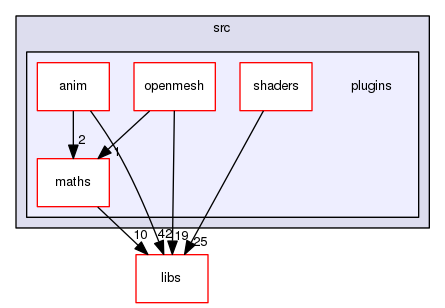 src
anim
openmesh
shaders
plugins
2
1
maths
10
42
19
25
libs